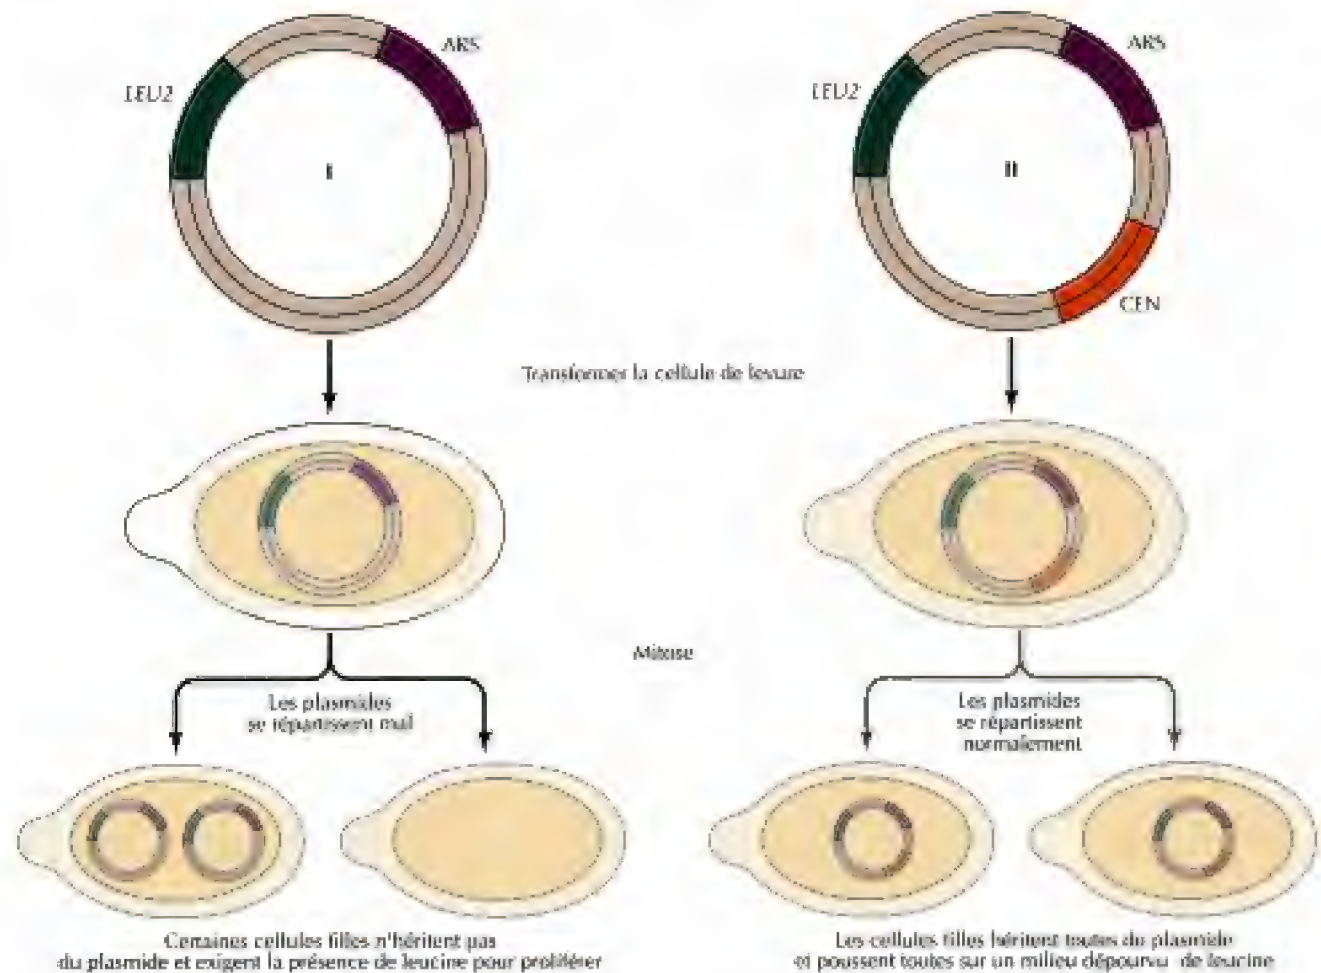 ARS
LEU2
I
ARS
LEU2
II
CEN
Transformer la cellule de levure
Mitose
Les plasmides
se répartissent mal
Les plasmides
se répartissent
normalement
Certaines cellules filles n'héritent pas
du plasmide et exigent la présence de leucine pour proliférer
Les cellules filles héritent toutes du plasmide
et poussent toutes sur un milieu dépourvu de leucine